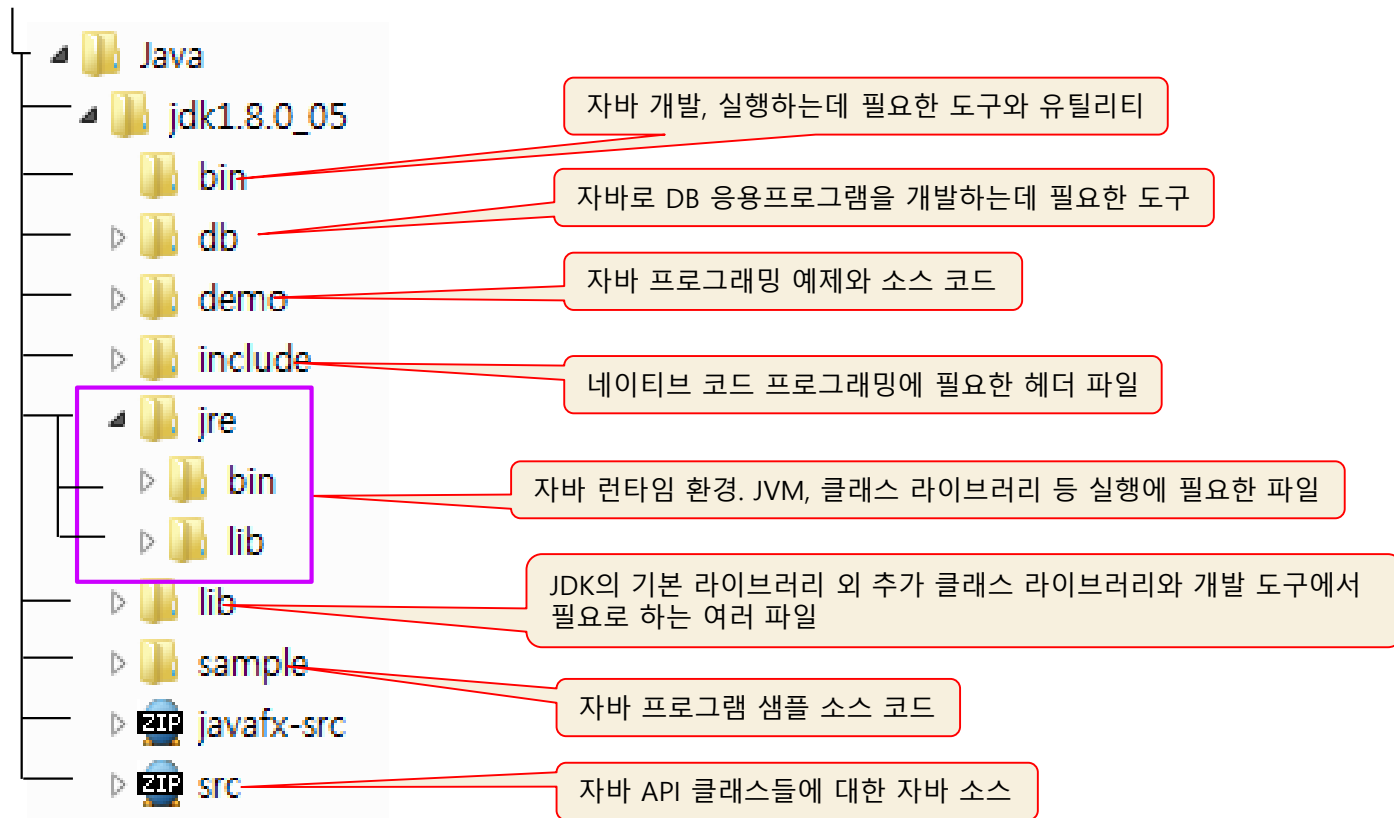 Java
jdk1.8.0_05
자바 개발, 실행하는데 필요한 도구와 유틸리티
bin
자바로 DB 응용프로그램을 개발하는데 필요한 도구
db
자바 프로그래밍 예제와 소스 코드
demo
include
네이티브 코드 프로그래밍에 필요한 헤더 파일
jre
bin
자바 런타임 환경. JVM, 클래스 라이브러리 등 실행에 필요한 파일
lib
JDK의 기본 라이브러리 외 추가 클래스 라이브러리와 개발 도구에서
필요로 하는 여러 파일
lib
sample
자바 프로그램 샘플 소스 코드
ZIP javafx-src
ZIP src
자바 API 클래스들에 대한 자바 소스